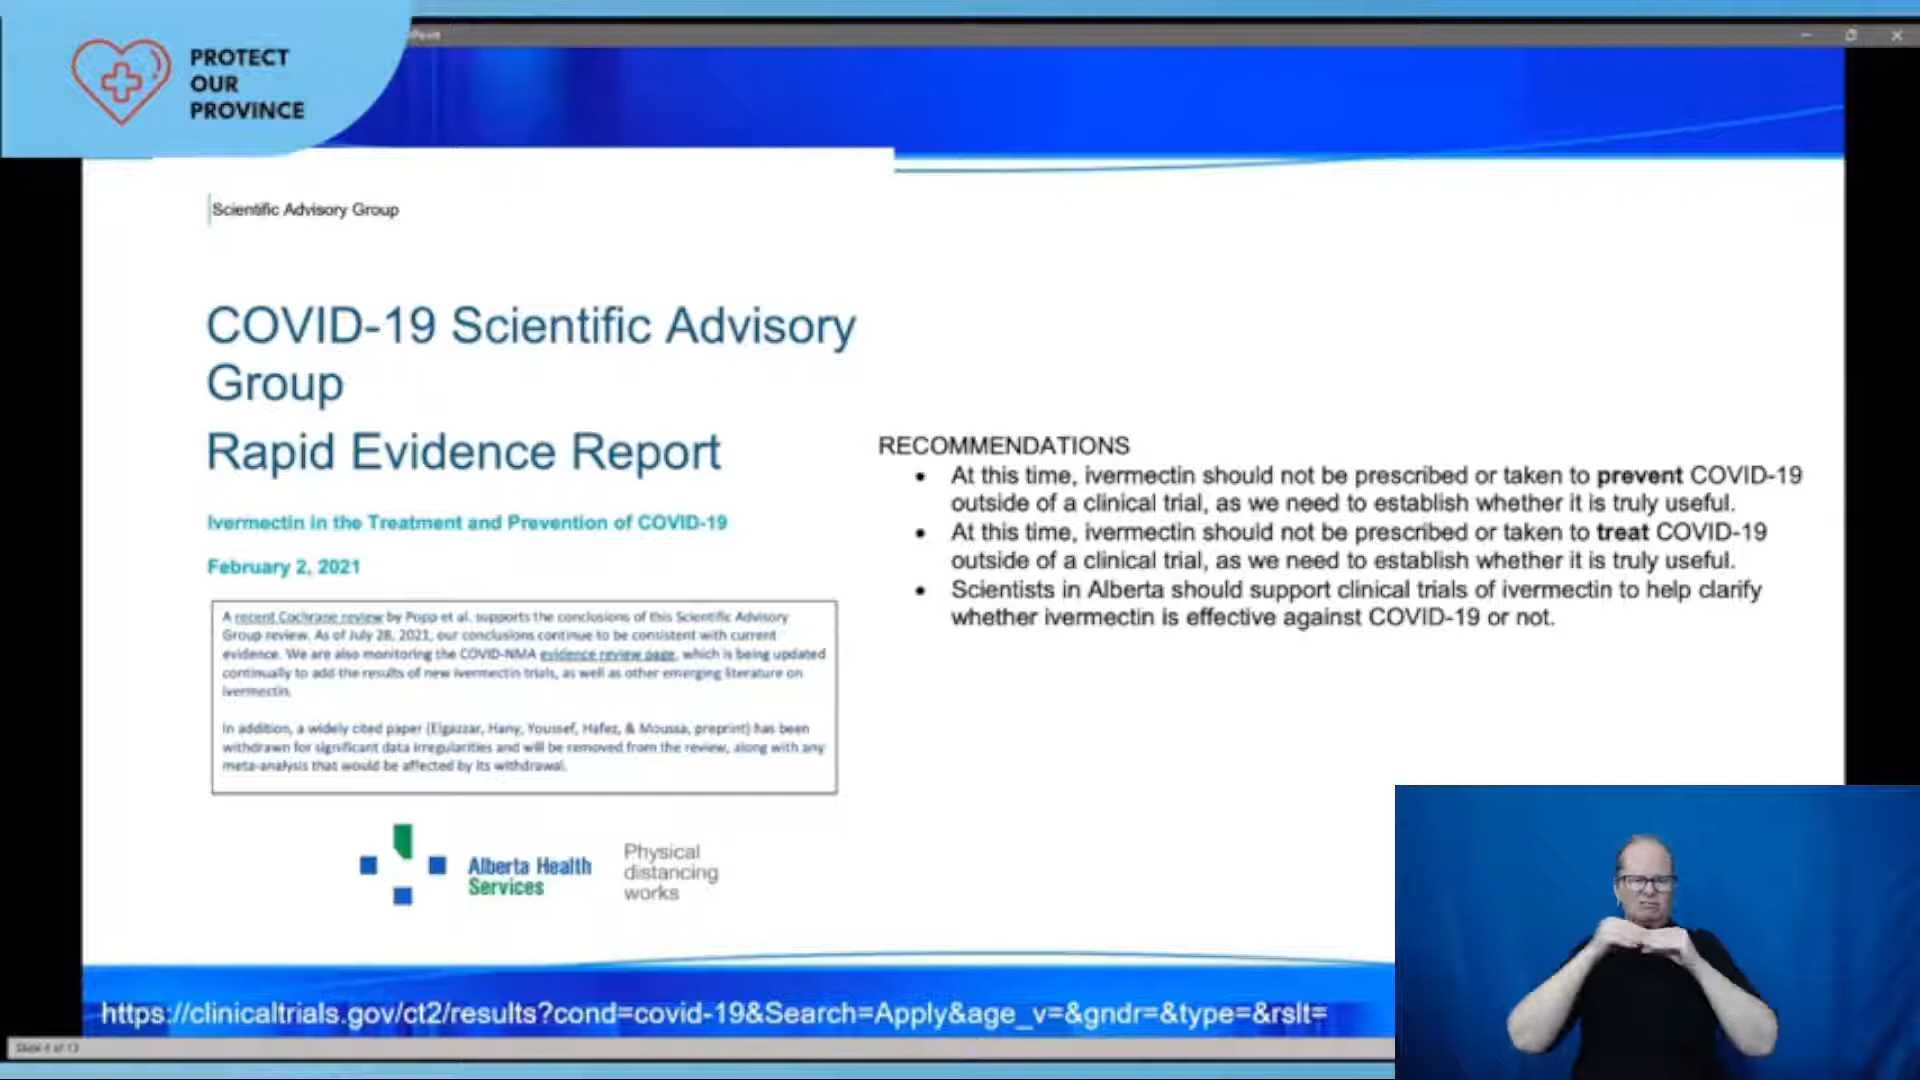 PROTECT
OUR
PROVINCE
Scientific Advisory Group
COVID-19 Scientific Advisory
Group
Rapid Evidence Report
Ivermectin in the Treatment and Prevention of COVID-19
February 2, 2021
A recent Cochrane review by Popp et al. supports the conclusions of this Scientific Advisory
Group review. As of July 28, 2021, our conclusions continue to be consistent with current
evidence. We are also monitoring the COVID-NMA evidence review page, which is being updated
continually to add the results of new ivermectin trials, as well as other emerging literature on
ivermectin.
In addition, a widely cited paper (Elgazzar, Hany, Youssef, Hafez, & Moussa, preprint) has been
withdrawn for significant data irregularities and will be removed from the review, along with any
meta-analysis that would be affected by its withdrawal.
Alberta Health
Services
Physical
distancing
works
RECOMMENDATIONS
• At this time, ivermectin should not be prescribed or taken to prevent COVID-19
outside of a clinical trial, as we need to establish whether it is truly useful.
• At this time, ivermectin should not be prescribed or taken to treat COVID-19
outside of a clinical trial, as we need to establish whether it is truly useful.
• Scientists in Alberta should support clinical trials of ivermectin to help clarify
whether ivermectin is effective against COVID-19 or not.
https://clinicaltrials.gov/ct2/results?cond=covid-19&Search=Apply&age_v=&gndr=&type=&rslt=
Slide 4 of 13